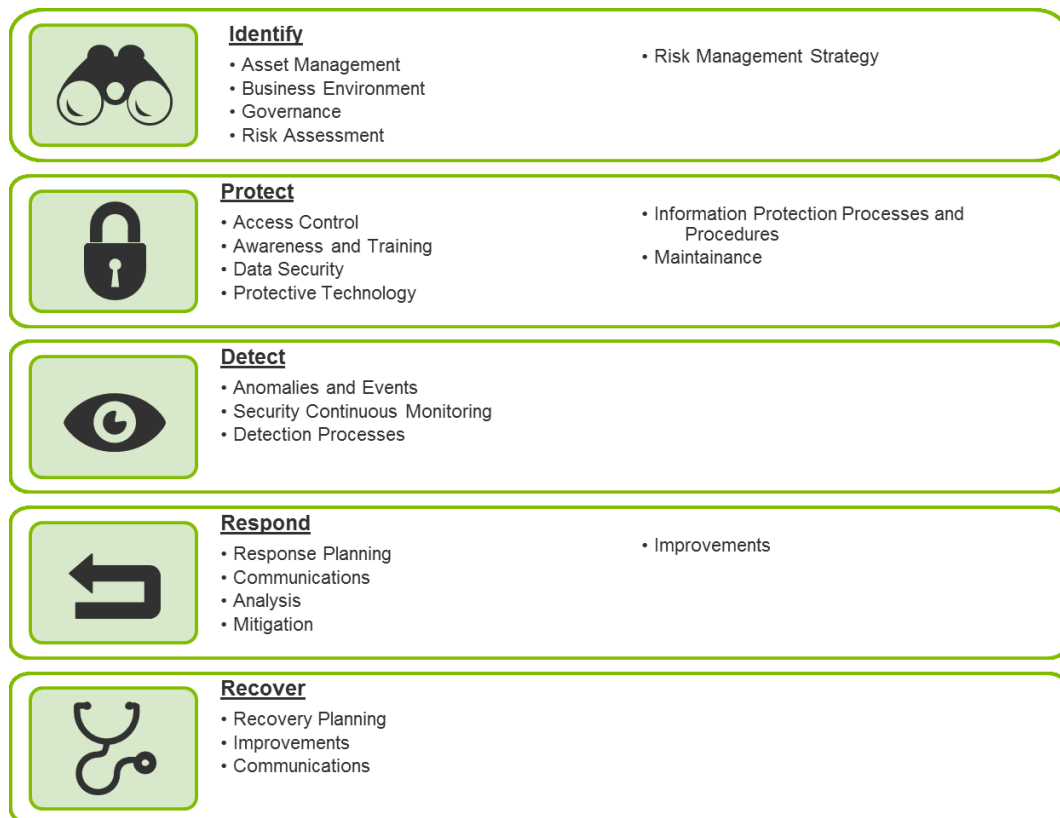 Identify
• Asset Management
• Business Environment
• Governance
• Risk Assessment
• Risk Management Strategy
Protect
• Access Control
• Awareness and Training
• Data Security
• Protective Technology
• Information Protection Processes and
Procedures
• Maintainance
Detect
• Anomalies and Events
• Security Continuous Monitoring
• Detection Processes
Respond
• Response Planning
• Communications
• Analysis
• Mitigation
• Improvements
Recover
• Recovery Planning
• Improvements
• Communications